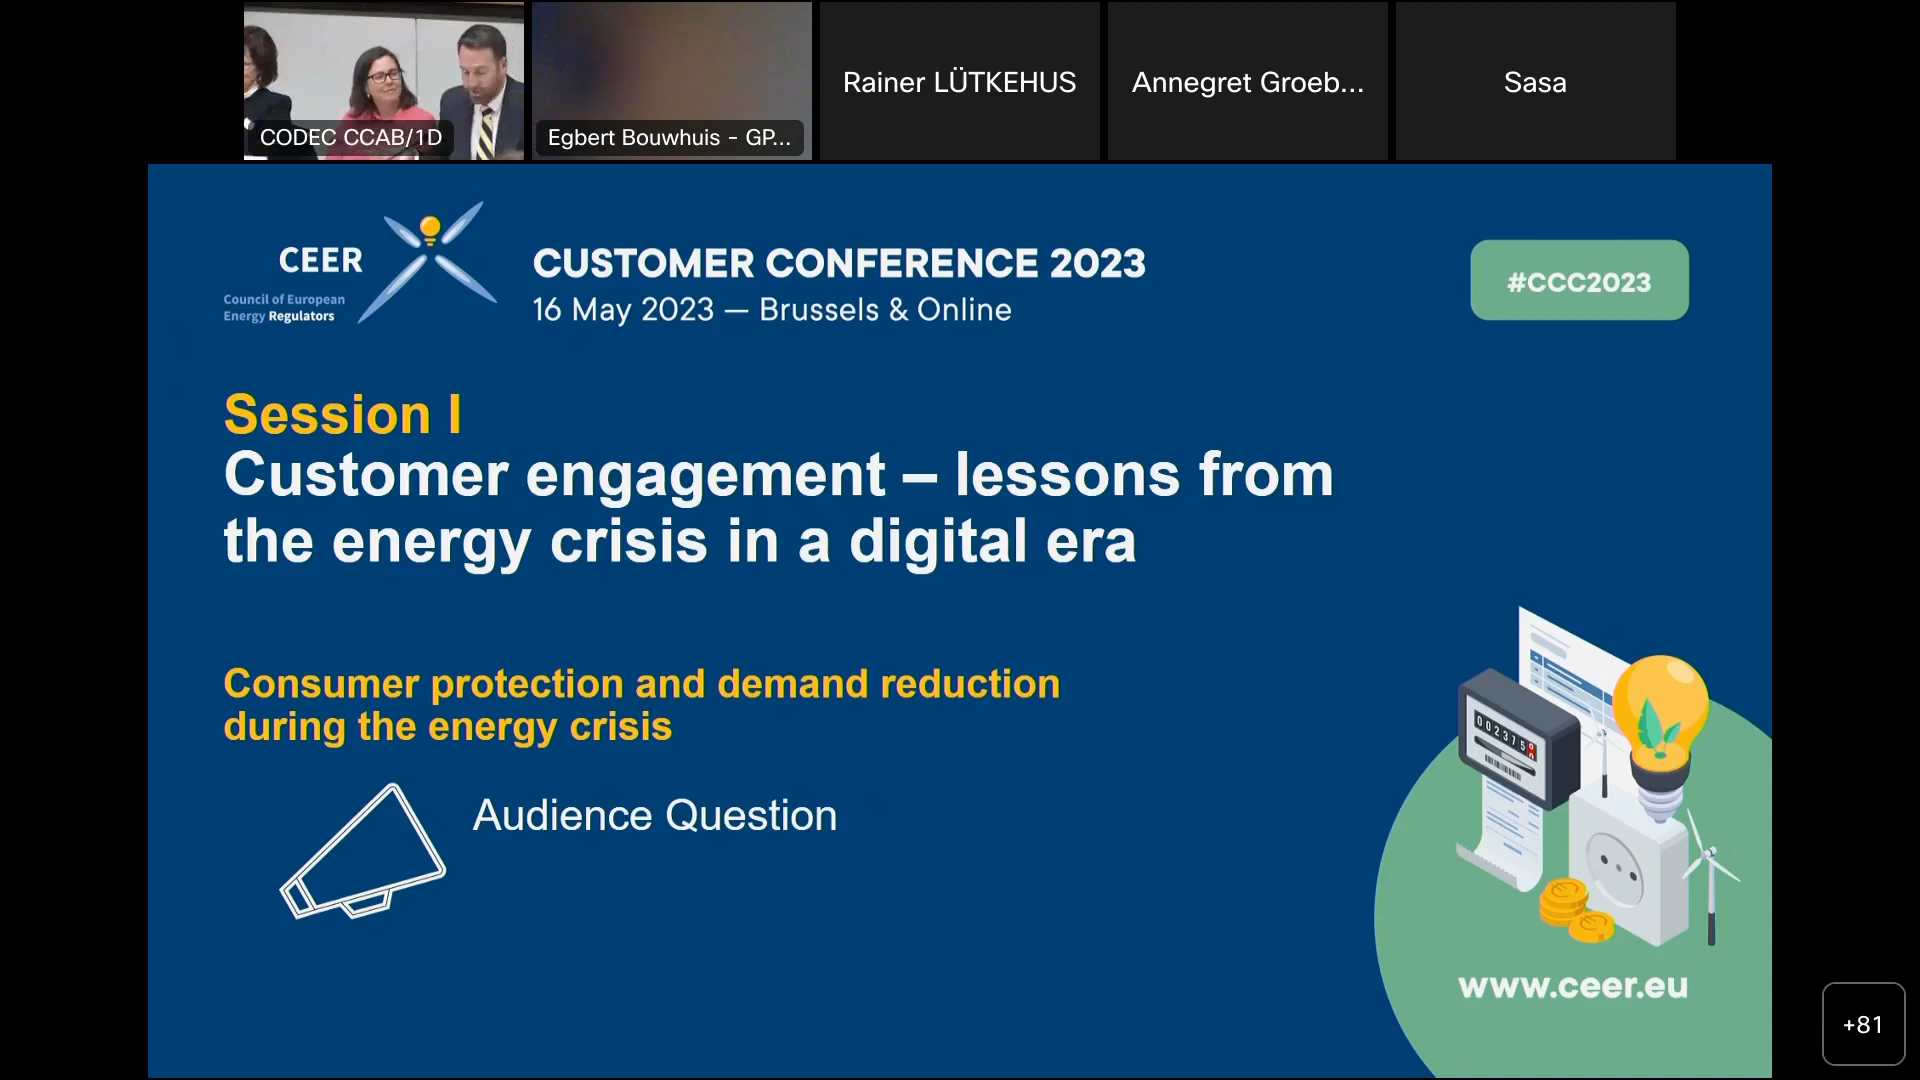 CODEC CCAB/1D
Egbert Bouwhuis - GP...
Rainer LÜTKEHUS
Annegret Groeb...
Sasa
CEER
Council of European
Energy Regulators
CUSTOMER CONFERENCE 2023
16 May 2023 — Brussels & Online
#CCC2023
Session I
Customer engagement – lessons from
the energy crisis in a digital era
Consumer protection and demand reduction
during the energy crisis
Audience Question
002375
www.ceer.eu
+81